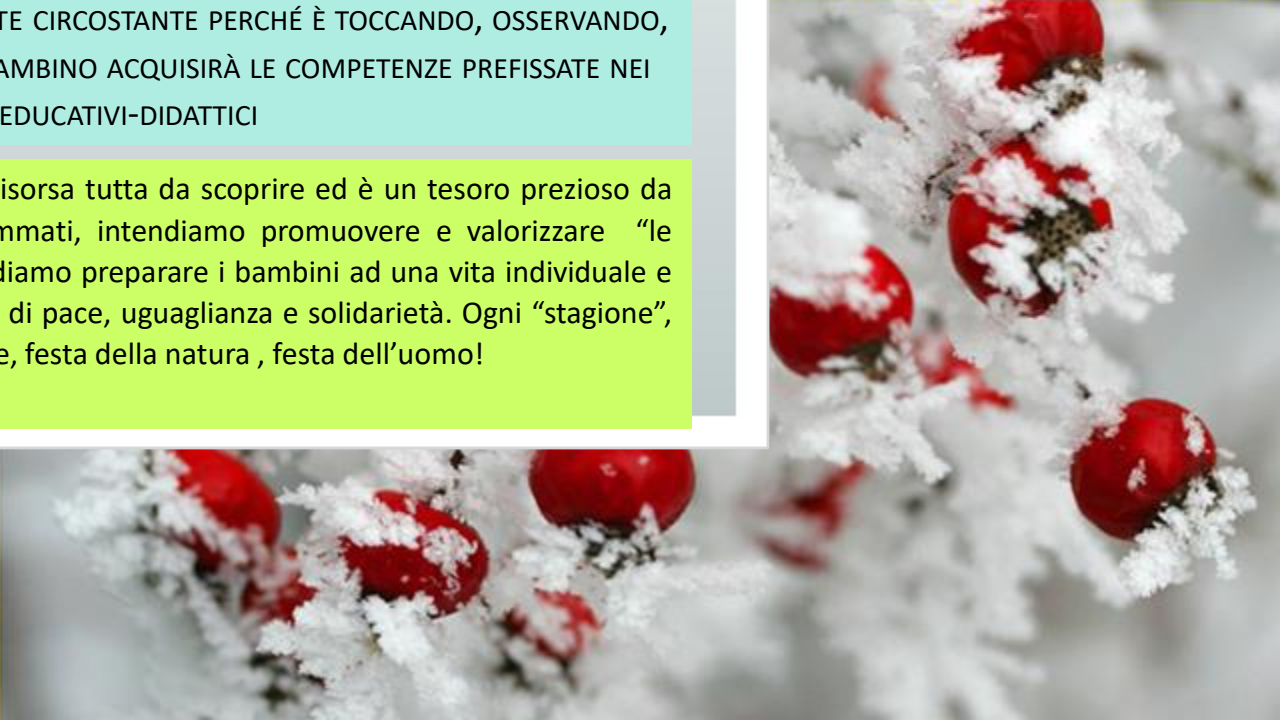 TE CIRCOSTANTE PERCHÉ È TOCCANDO, OSSERVANDO,
AMBINO ACQUISIRÀ LE COMPETENZE PREFISSATE NEI
EDUCATIVI-DIDATTICI
isorsa tutta da scoprire ed è un tesoro prezioso da
mmati, intendiamo promuovere e valorizzare “le
diamo preparare i bambini ad una vita individuale e
di pace, uguaglianza e solidarietà. Ogni “stagione”,
e, festa della natura , festa dell’uomo!